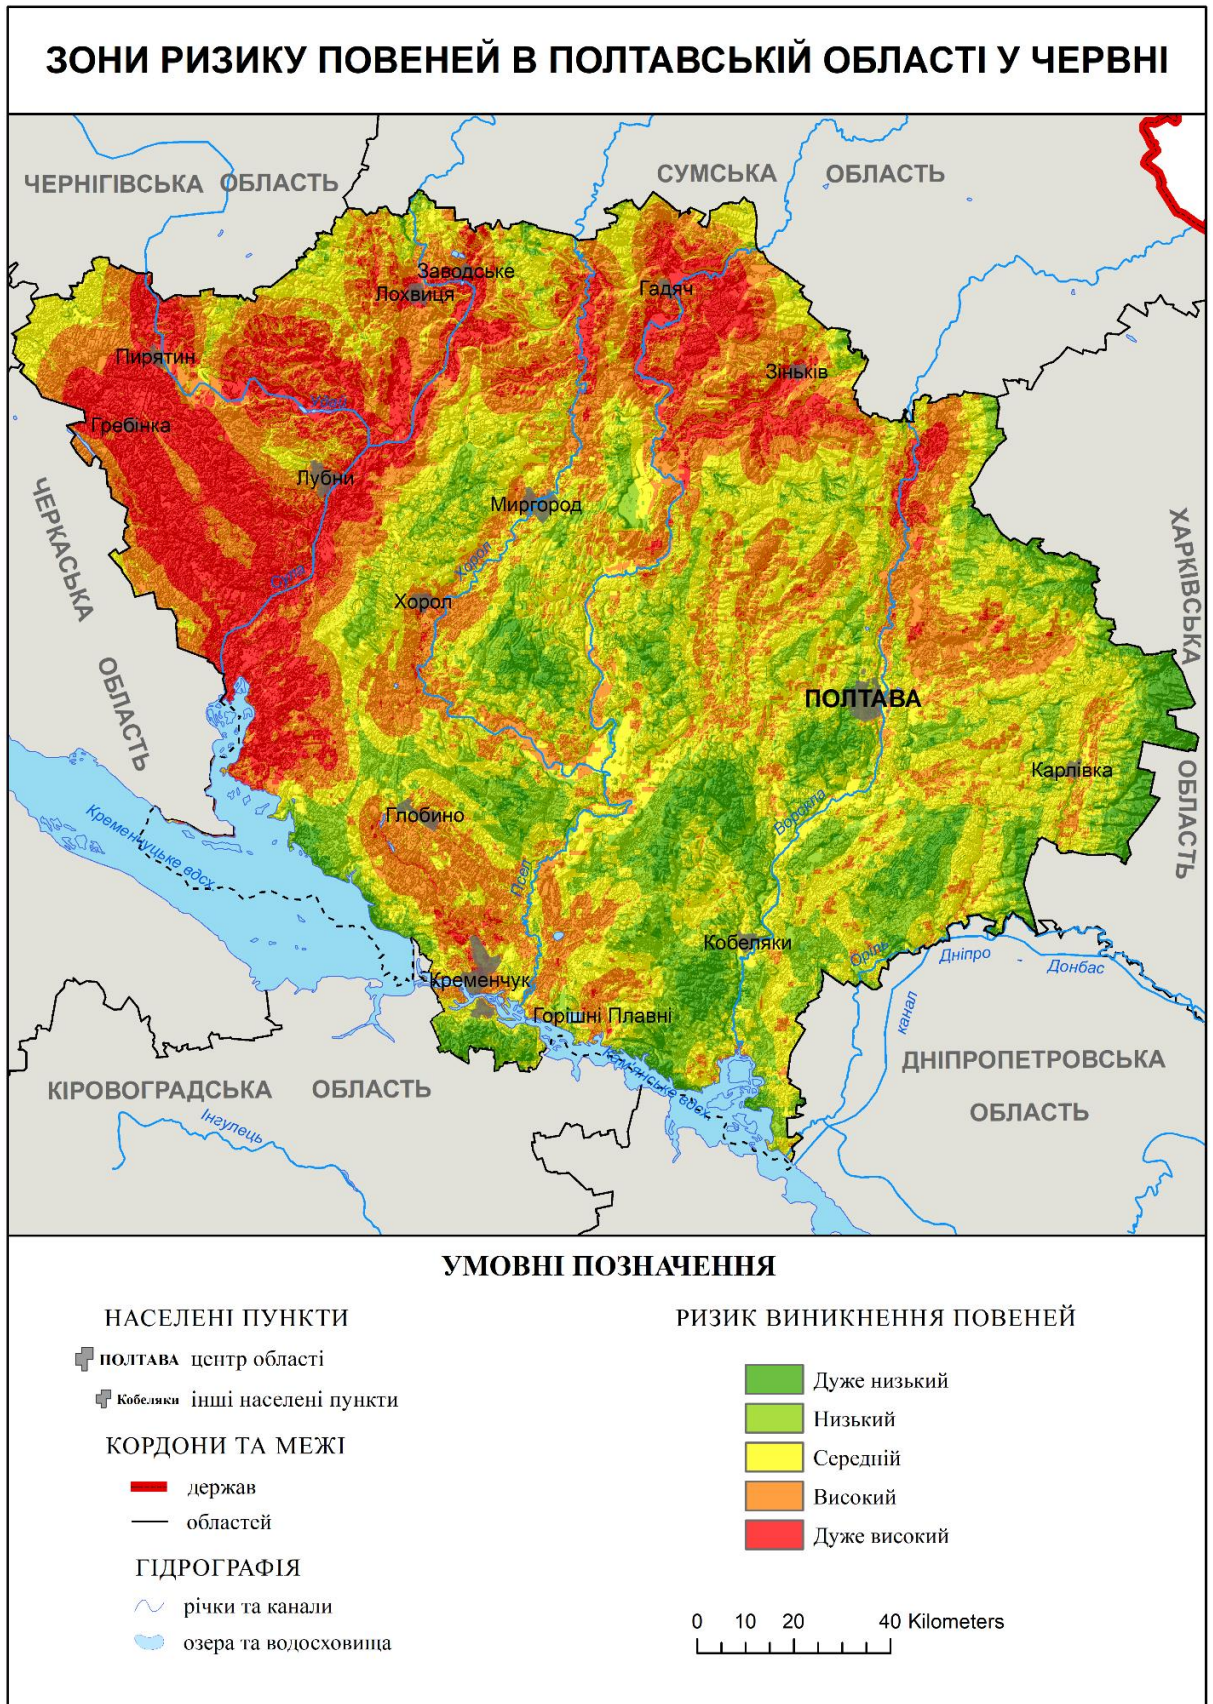 ЗОНИ РИЗИКУ ПОВЕНЕЙ В ПОЛТАВСЬКІЙ ОБЛАСТІ У ЧЕРВНІ
ЧЕРНІГІВСЬКА ОБЛАСТЬ
СУМСЬКА ОБЛАСТЬ
Заводське
Лохвиця
Гадяч
Пирятин
Зіньків
Удай
Гребінка
Лубни
Миргород
ЧЕРКАСЬКА ОБЛАСТЬ
ХАРКІВСЬКА ОБЛАСТЬ
Сула
Хорол
Хорол
ПОЛТАВА
Карлівка
Кременчуцьке вдсх.
Глобино
Ворскла
Псел
Кобеляки
Оріль
Дніпро - Донбас
канал
Кременчук
Горішні Плавні
Кам'янське вдсх.
ДНІПРОПЕТРОВСЬКА
ОБЛАСТЬ
КІРОВОГРАДСЬКА ОБЛАСТЬ
Інгулець
УМОВНІ ПОЗНАЧЕННЯ
НАСЕЛЕНІ ПУНКТИ
ПОЛТАВА центр області
Кобеляки інші населені пункти
КОРДОНИ ТА МЕЖІ
держав
областей
ГІДРОГРАФІЯ
річки та канали
озера та водосховища
РИЗИК ВИНИКНЕННЯ ПОВЕНЕЙ
Дуже низький
Низький
Середній
Високий
Дуже високий
0 10 20 40 Kilometers